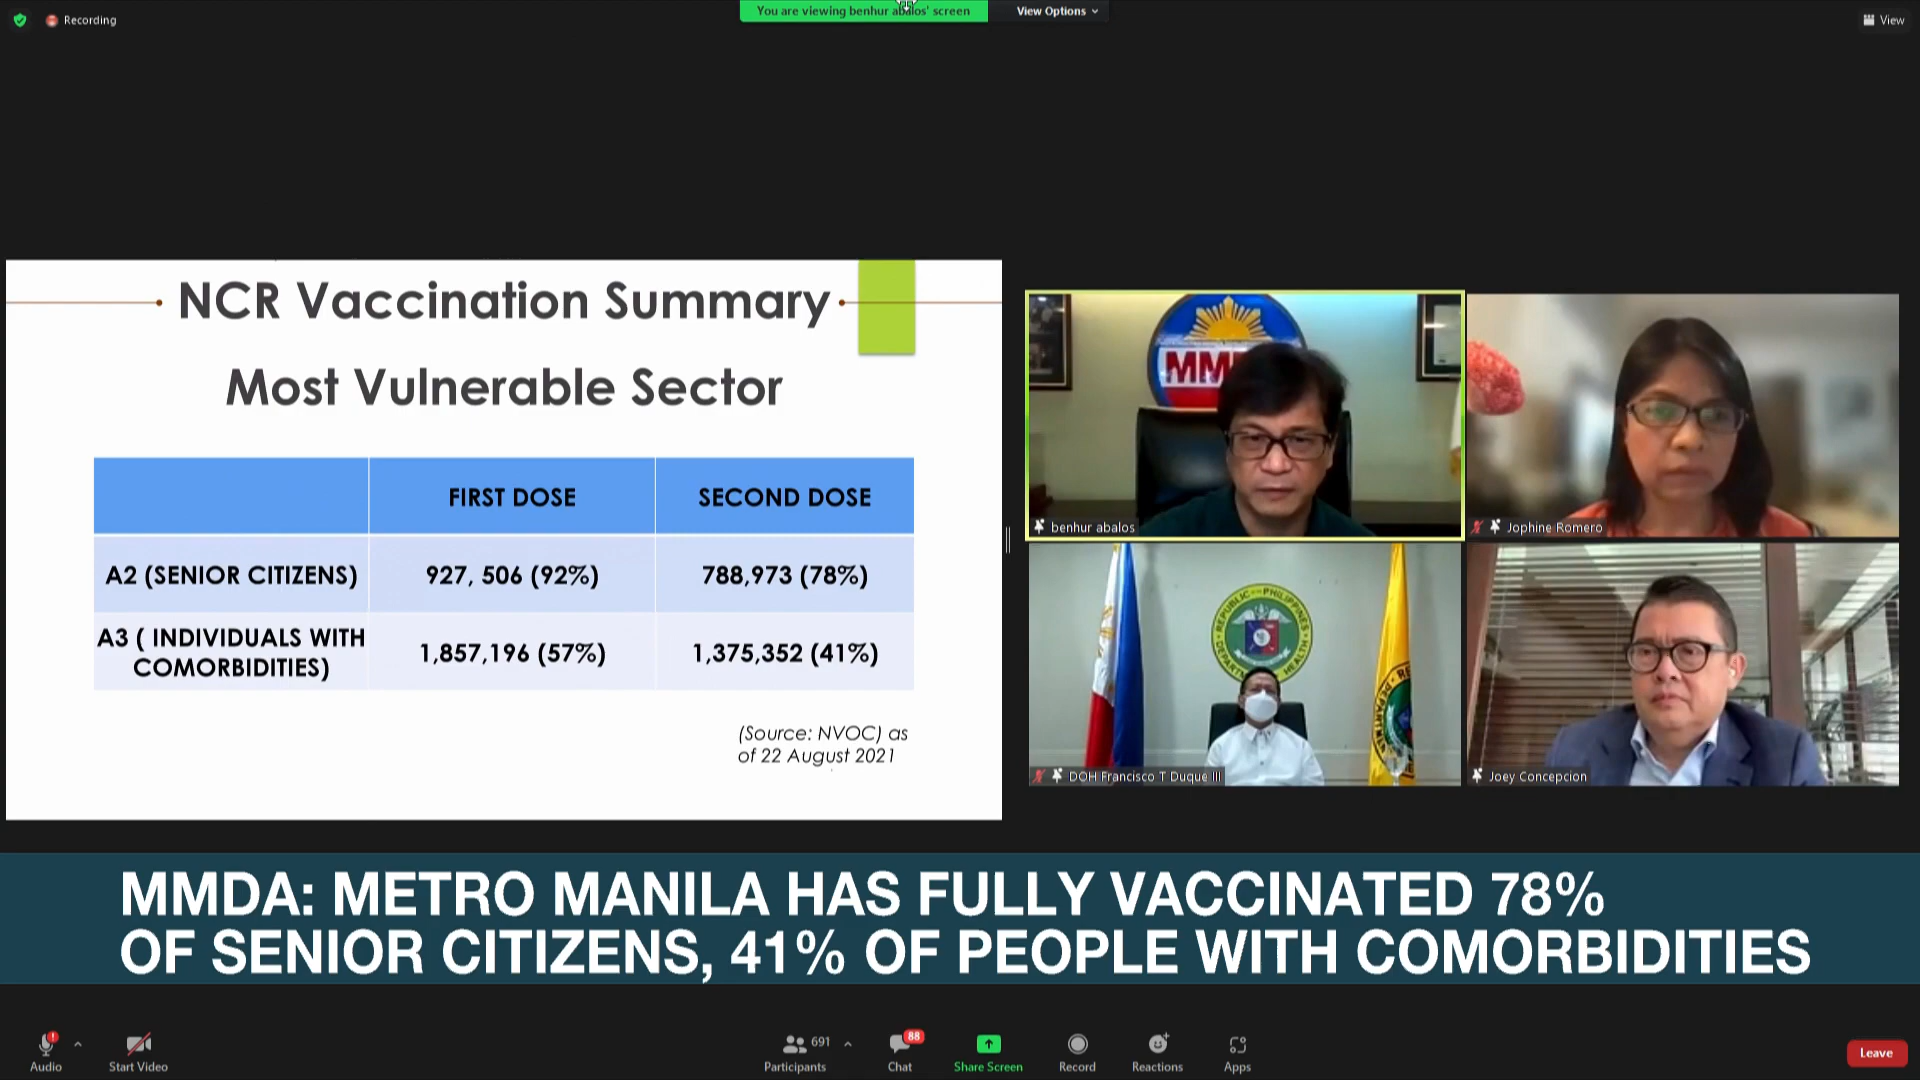 Recording
You are viewing benhur abalos' screen
View Options
View
NCR Vaccination Summary
Most Vulnerable Sector
FIRST DOSE
SECOND DOSE
A2 (SENIOR CITIZENS)
927, 506 (92%)
788,973 (78%)
A3 ( INDIVIDUALS WITH
COMORBIDITIES)
1,857,196 (57%)
1,375,352 (41%)
(Source: NVOC) as
of 22 August 2021
benhur abalos
Jophine Romero
REPUBLIC OF THE PHILIPPINES
DOH Francisco T Duque III
Joey Concepcion
MMDA: METRO MANILA HAS FULLY VACCINATED 78%
OF SENIOR CITIZENS, 41% OF PEOPLE WITH COMORBIDITIES
Audio
Start Video
691
Participants
88
Chat
Share Screen
Record
Reactions
Apps
Leave